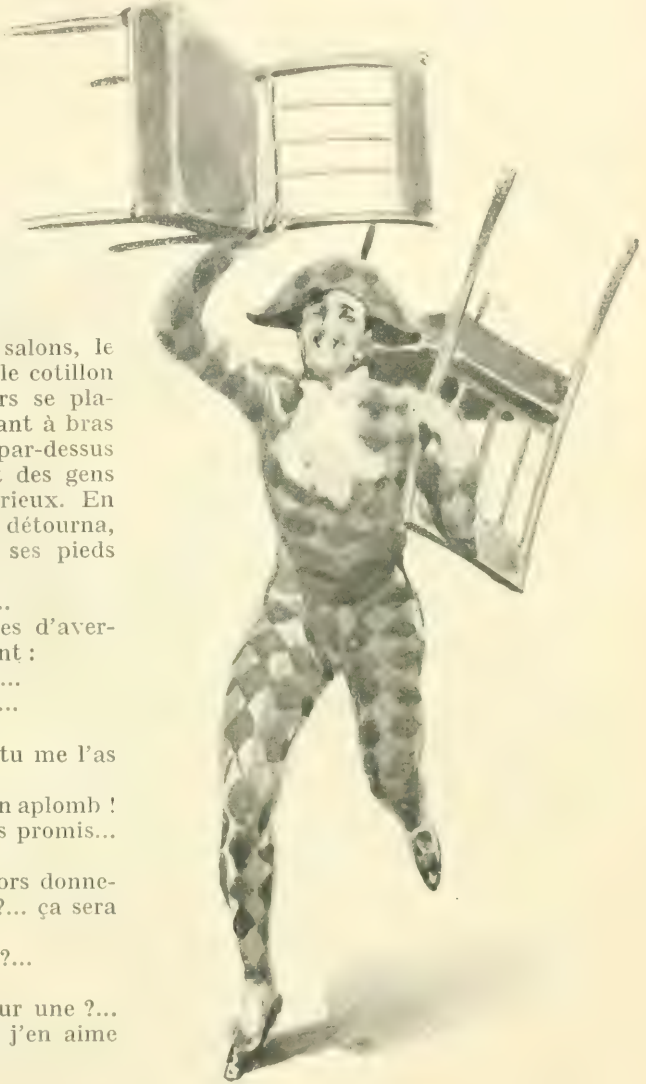 salons, le
le cotillon
rs se pla-
ant à bras
par-dessus
des gens
rieux. En
détourna,
ses pieds
..
es d'aver-
nt :
...
...
tu me l'as
n aplomb !
s promis...
ors donne-
?... ça sera
?...
ur une ?...
j'en aime